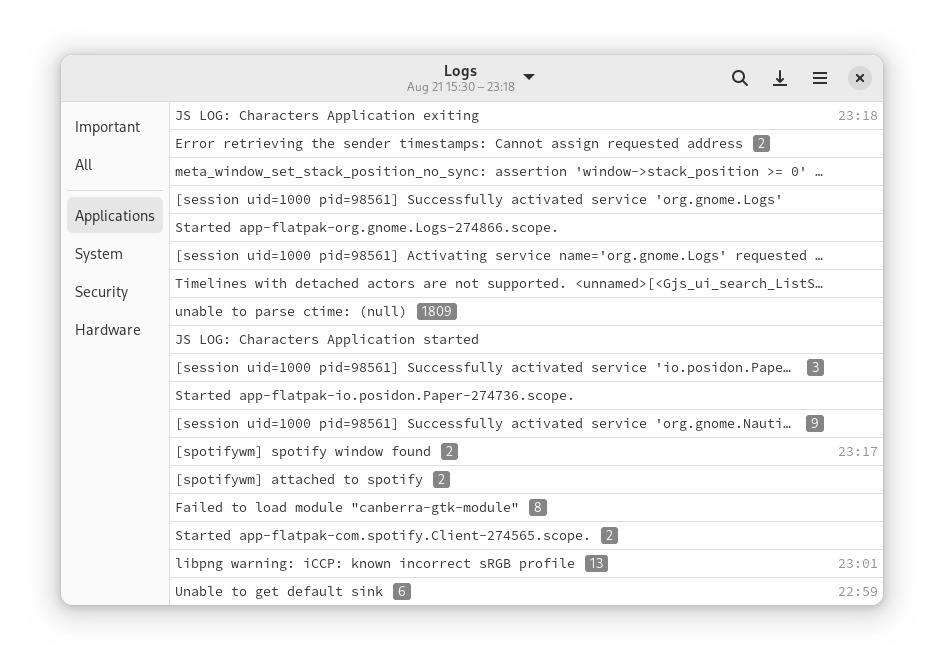 Logs
Aug 21 15:30 – 23:18
Important
All
Applications
System
Security
Hardware
JS LOG: Characters Application exiting 23:18
Error retrieving the sender timestamps: Cannot assign requested address 2
meta_window_set_stack_position_no_sync: assertion 'window->stack_position >= 0' …
[session uid=1000 pid=98561] Successfully activated service 'org.gnome.Logs'
Started app-flatpak-org.gnome.Logs-274866.scope.
[session uid=1000 pid=98561] Activating service name='org.gnome.Logs' requested …
Timelines with detached actors are not supported. <unnamed>[<Gjs_ui_search_ListS…
unable to parse ctime: (null) 1809
JS LOG: Characters Application started
[session uid=1000 pid=98561] Successfully activated service 'io.posidon.Pape… 3
Started app-flatpak-io.posidon.Paper-274736.scope.
[session uid=1000 pid=98561] Successfully activated service 'org.gnome.Nauti… 9
[spotifywm] spotify window found 2 23:17
[spotifywm] attached to spotify 2
Failed to load module "canberra-gtk-module" 8
Started app-flatpak-com.spotify.Client-274565.scope. 2
libpng warning: iCCP: known incorrect sRGB profile 13 23:01
Unable to get default sink 6 22:59